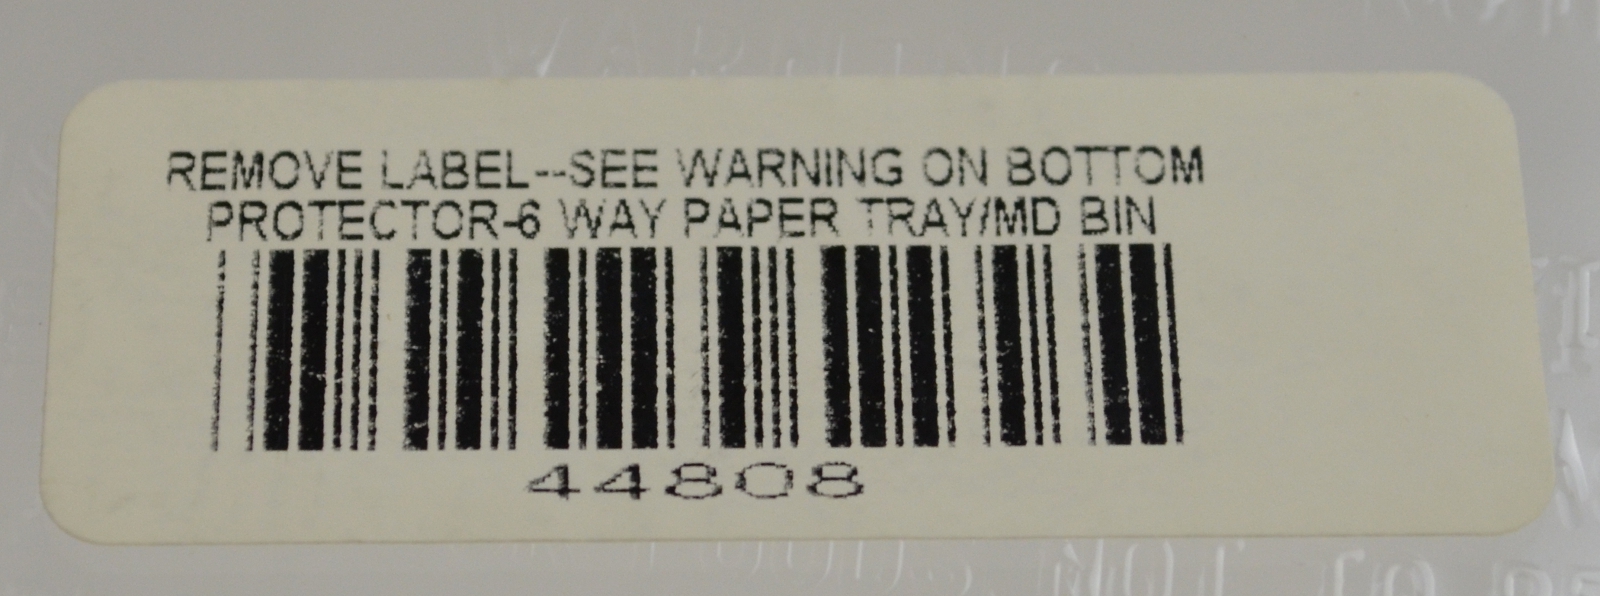 REMOVE LABEL--SEE WARNING ON BOTTOM
PROTECTOR-6 WAY PAPER TRAY/MD BIN
44808